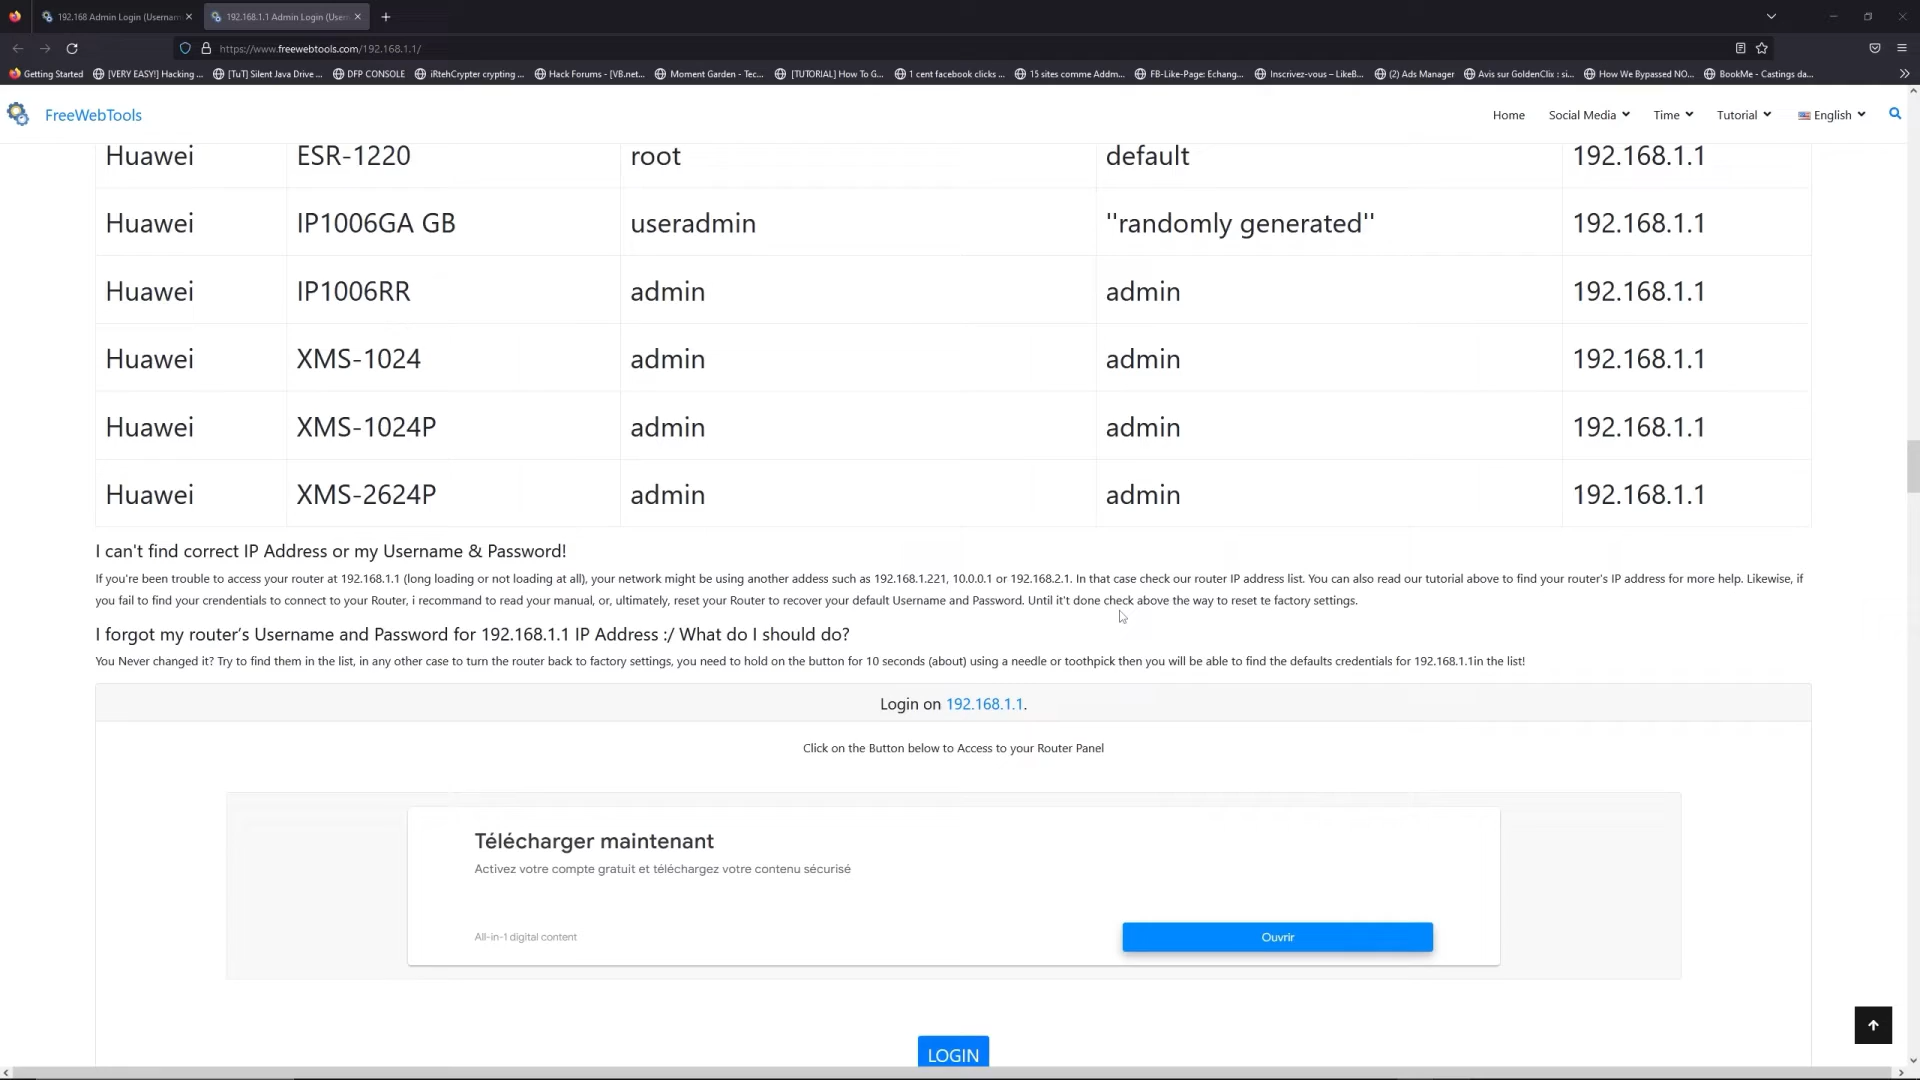 192.168 Admin Login (Usernam
192.168.1.1 Admin Login (User
https://www.freewebtools.com/192.168.1.1/
Getting Started
[VERY EASY!] Hacking ...
[TuT] Silent Java Drive ...
DFP CONSOLE
iRtehCrypter crypting ...
Hack Forums - [VB.net...
Moment Garden - Tec...
[TUTORIAL] How To G...
1 cent facebook clicks ...
15 sites comme Addm...
FB-Like-Page: Echang...
Inscrivez-vous – LikeB...
(2) Ads Manager
Avis sur GoldenClix : si...
How We Bypassed NO...
BookMe - Castings da...
FreeWebTools
Home Social Media Time Tutorial English
Huawei ESR-1220 root default 192.168.1.1
Huawei IP1006GA GB useradmin ''randomly generated'' 192.168.1.1
Huawei IP1006RR admin admin 192.168.1.1
Huawei XMS-1024 admin admin 192.168.1.1
Huawei XMS-1024P admin admin 192.168.1.1
Huawei XMS-2624P admin admin 192.168.1.1
I can't find correct IP Address or my Username & Password!
If you're been trouble to access your router at 192.168.1.1 (long loading or not loading at all), your network might be using another addess such as 192.168.1.221, 10.0.0.1 or 192.168.2.1. In that case check our router IP address list. You can also read our tutorial above to find your router's IP address for more help. Likewise, if
you fail to find your crendentials to connect to your Router, i recommand to read your manual, or, ultimately, reset your Router to recover your default Username and Password. Until it't done check above the way to reset te factory settings.
I forgot my router’s Username and Password for 192.168.1.1 IP Address :/ What do I should do?
You Never changed it? Try to find them in the list, in any other case to turn the router back to factory settings, you need to hold on the button for 10 seconds (about) using a needle or toothpick then you will be able to find the defaults credentials for 192.168.1.1in the list!
Login on 192.168.1.1.
Click on the Button below to Access to your Router Panel
Télécharger maintenant
Activez votre compte gratuit et téléchargez votre contenu sécurisé
All-in-1 digital content
Ouvrir
LOGIN